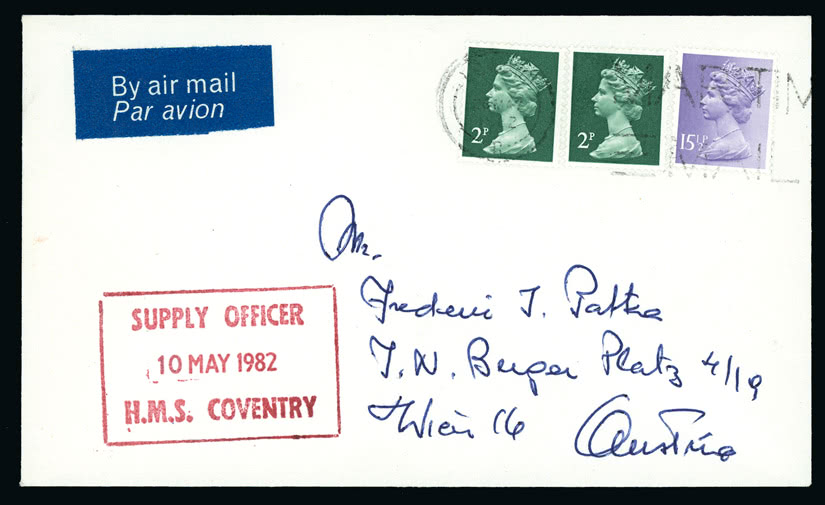 By air mail
Par avion
2P
2P
15½P
SUPPLY OFFICER
10 MAY 1982
H.M.S. COVENTRY
Mr.
Frederic J. Patka
J. N. Berger Platz 4/19
Wien 16 Austria